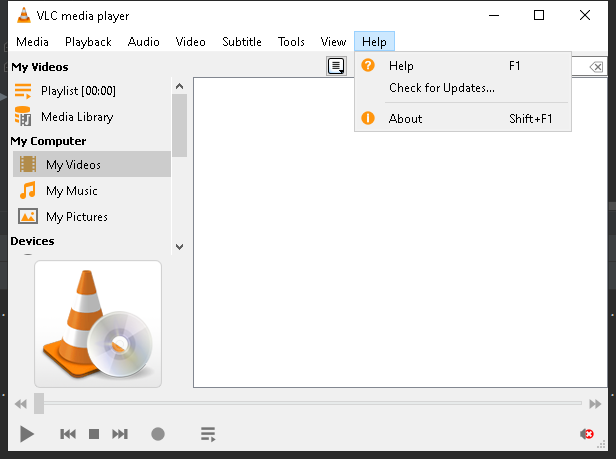 VLC media player
Media Playback Audio Video Subtitle Tools View Help
My Videos
Playlist [00:00]
Media Library
My Computer
My Videos
My Music
My Pictures
Devices
Help F1
Check for Updates...
About Shift+F1